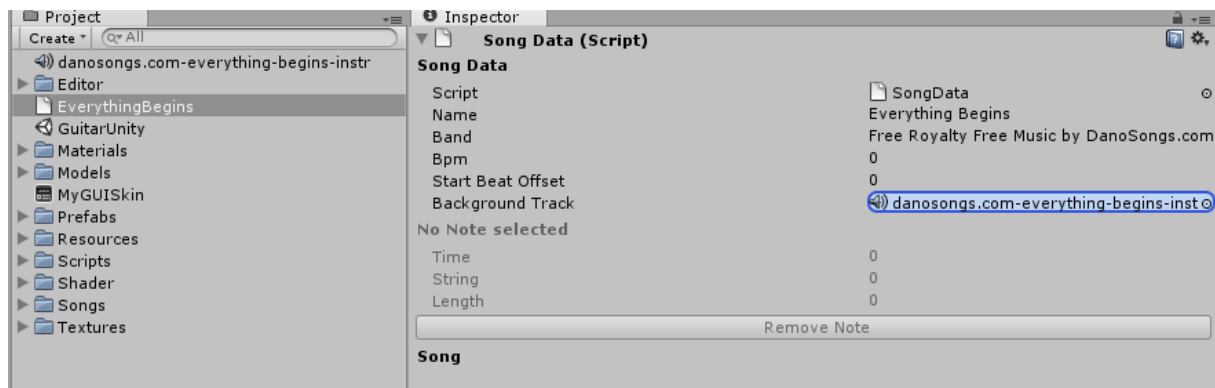 Project
Create
All
danosongs.com-everything-begins-instr
Editor
EverythingBegins
GuitarUnity
Materials
Models
MyGUISkin
Prefabs
Resources
Scripts
Shader
Songs
Textures
Inspector
Song Data (Script)
Song Data
Script SongData
Name Everything Begins
Band Free Royalty Free Music by DanoSongs.com
Bpm 0
Start Beat Offset 0
Background Track danosongs.com-everything-begins-inst
No Note selected
Time 0
String 0
Length 0
Remove Note
Song